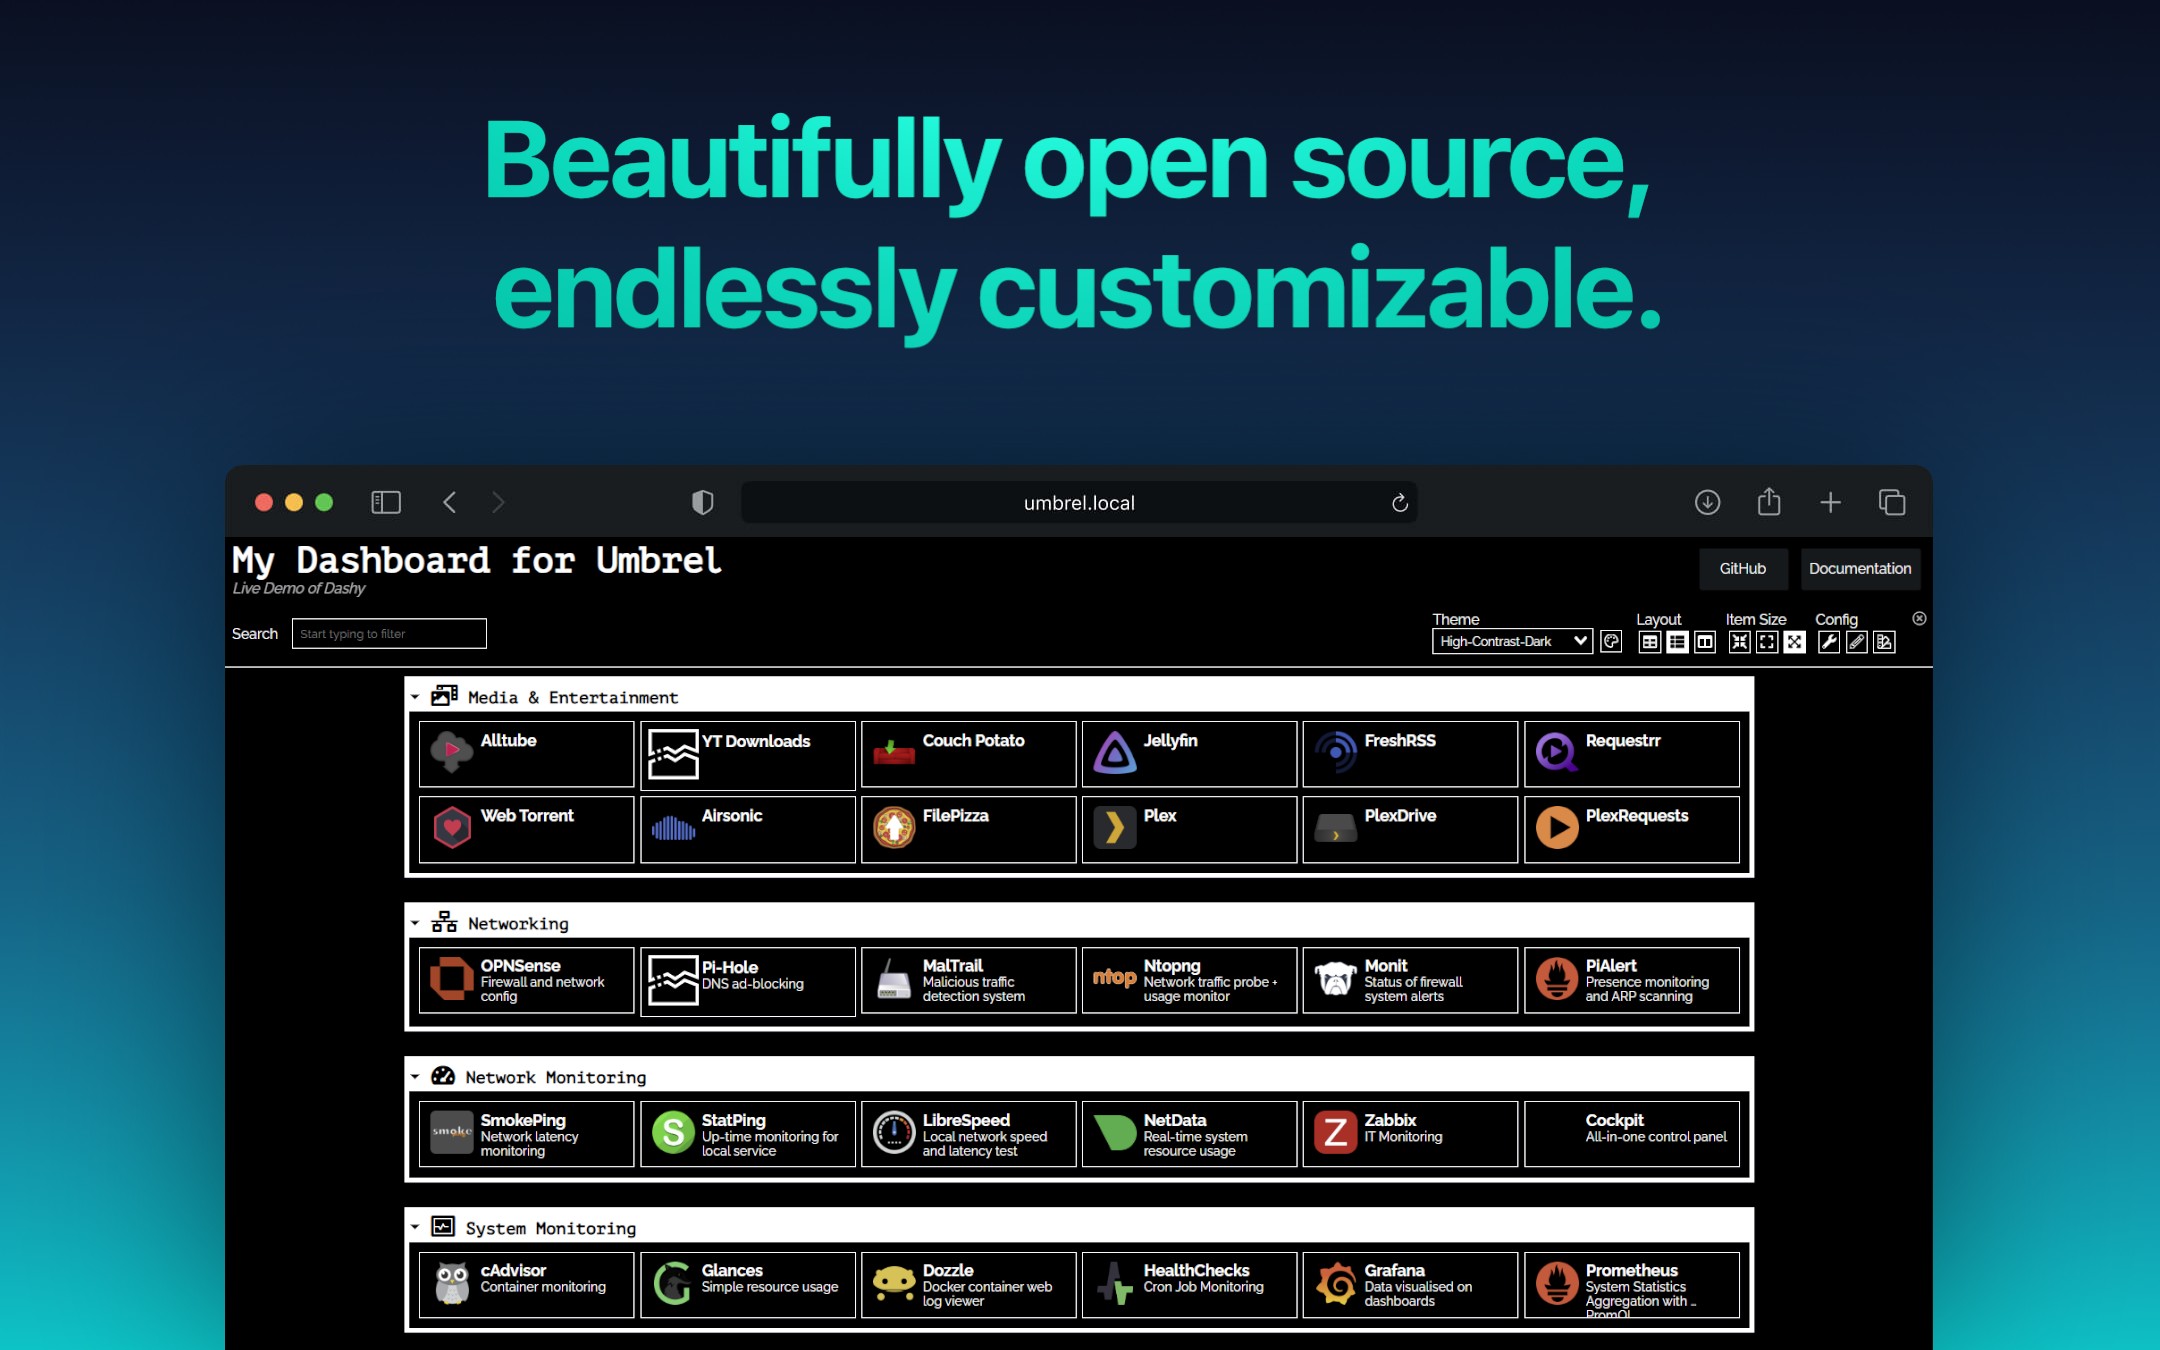 Beautifully open source,
endlessly customizable.
umbrel.local
My Dashboard for Umbrel
Live Demo of Dashy
GitHub
Documentation
Search
Start typing to filter
Theme
High-Contrast-Dark
Layout
Item Size
Config
Media & Entertainment
Alltube
YT Downloads
Couch Potato
Jellyfin
FreshRSS
Requestrr
Web Torrent
Airsonic
FilePizza
Plex
PlexDrive
PlexRequests
Networking
OPNSense
Firewall and network
config
Pi-Hole
DNS ad-blocking
MalTrail
Malicious traffic
detection system
ntop
Ntopng
Network traffic probe +
usage monitor
Monit
Status of firewall
system alerts
PiAlert
Presence monitoring
and ARP scanning
Network Monitoring
smoke
SmokePing
Network latency
monitoring
S
StatPing
Up-time monitoring for
local service
LibreSpeed
Local network speed
and latency test
NetData
Real-time system
resource usage
Z
Zabbix
IT Monitoring
Cockpit
All-in-one control panel
System Monitoring
cAdvisor
Container monitoring
Glances
Simple resource usage
Dozzle
Docker container web
log viewer
HealthChecks
Cron Job Monitoring
Grafana
Data visualised on
dashboards
Prometheus
System Statistics
Aggregation with ...
PromQL